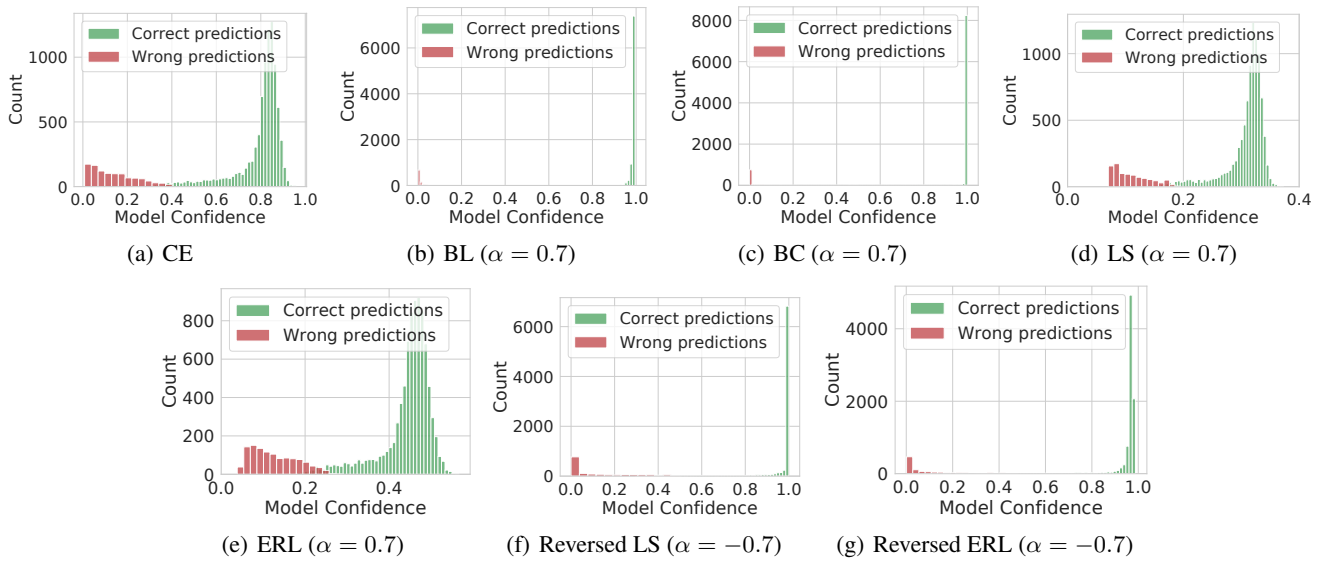 Correct predictions
Wrong predictions
Count
1000
500
0
0.0 0.2 0.4 0.6 0.8 1.0
Model Confidence
(a) CE
Correct predictions
Wrong predictions
Count
6000
4000
2000
0
0.0 0.2 0.4 0.6 0.8 1.0
Model Confidence
(b) BL (α = 0.7)
Correct predictions
Wrong predictions
Count
8000
6000
4000
2000
0
0.0 0.2 0.4 0.6 0.8 1.0
Model Confidence
(c) BC (α = 0.7)
Correct predictions
Wrong predictions
Count
1000
500
0
0.0 0.2 0.4
Model Confidence
(d) LS (α = 0.7)
Correct predictions
Wrong predictions
Count
800
600
400
200
0
0.0 0.2 0.4
Model Confidence
(e) ERL (α = 0.7)
Correct predictions
Wrong predictions
Count
6000
4000
2000
0
0.0 0.2 0.4 0.6 0.8 1.0
Model Confidence
(f) Reversed LS (α = −0.7)
Correct predictions
Wrong predictions
Count
4000
2000
0
0.0 0.2 0.4 0.6 0.8 1.0
Model Confidence
(g) Reversed ERL (α = −0.7)